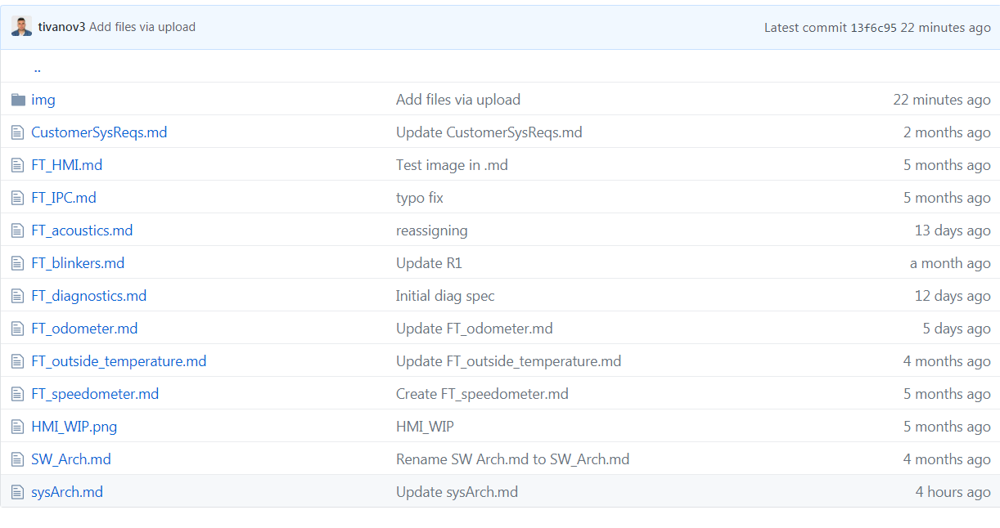 tivanov3 Add files via upload Latest commit 13f6c95 22 minutes ago
..
img Add files via upload 22 minutes ago
CustomerSysReqs.md Update CustomerSysReqs.md 2 months ago
FT_HMI.md Test image in .md 5 months ago
FT_IPC.md typo fix 5 months ago
FT_acoustics.md reassigning 13 days ago
FT_blinkers.md Update R1 a month ago
FT_diagnostics.md Initial diag spec 12 days ago
FT_odometer.md Update FT_odometer.md 5 days ago
FT_outside_temperature.md Update FT_outside_temperature.md 4 months ago
FT_speedometer.md Create FT_speedometer.md 5 months ago
HMI_WIP.png HMI_WIP 5 months ago
SW_Arch.md Rename SW Arch.md to SW_Arch.md 4 months ago
sysArch.md Update sysArch.md 4 hours ago